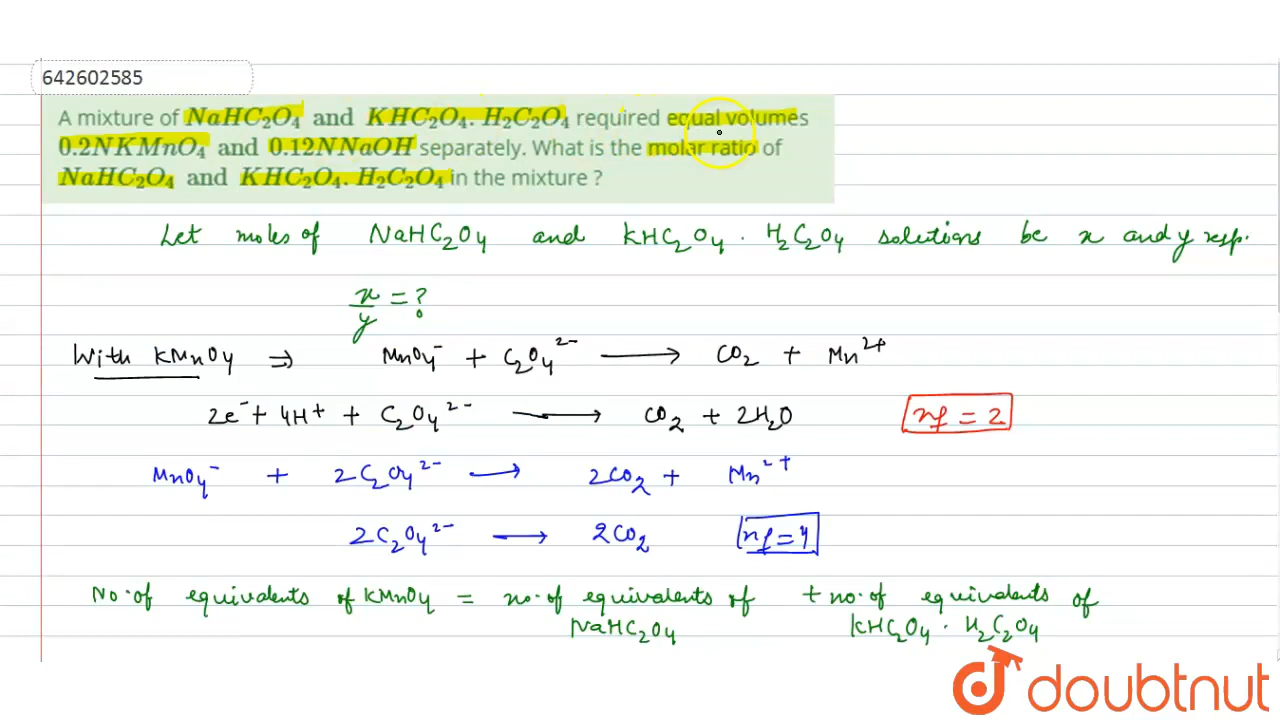 642602585
A mixture of NaHC₂O₄ and KHC₂O₄. H₂C₂O₄ required equal volumes
0.2NKMnO₄ and 0.12NNaOH separately. What is the molar ratio of
NaHC₂O₄ and KHC₂O₄. H₂C₂O₄ in the mixture ?
Let moles of NaHC₂O₄ and KHC₂O₄ . H₂C₂O₄ solutions be x and y resp.
x/y = ?
With KMnO₄ ⇒ MnO₄⁻ + C₂O₄²⁻ ⟶ CO₂ + Mn²⁺
2e⁻ + 4H⁺ + C₂O₄²⁻ ⟶ CO₂ + 2H₂O nf = 2
MnO₄⁻ + 2C₂O₄²⁻ ⟶ 2CO₂ + Mn²⁺
2C₂O₄²⁻ ⟶ 2CO₂ nf = 4
No. of equivalents of KMnO₄ = no. of equivalents of + no. of equivalents of
NaHC₂O₄ KHC₂O₄ . H₂C₂O₄
doubtnut